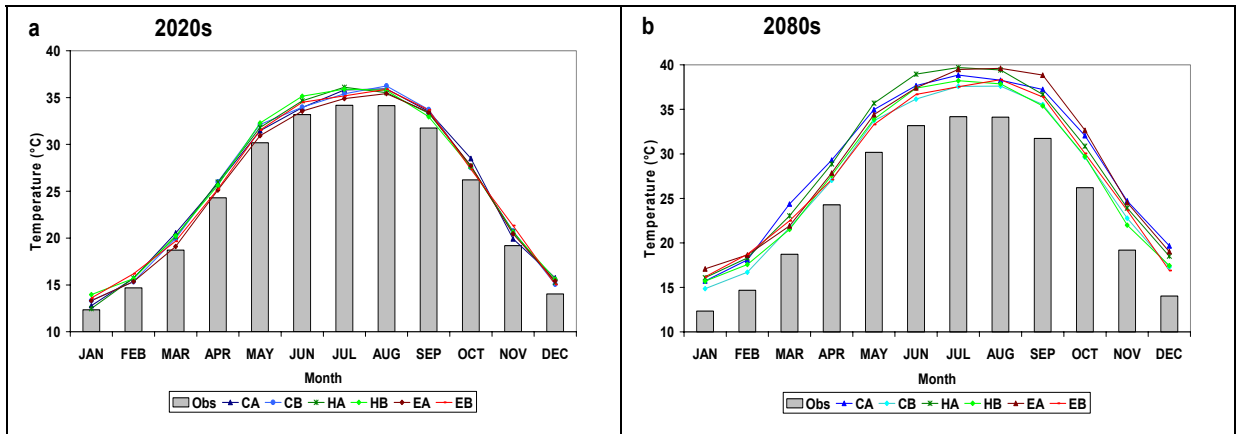 a 2020s
Temperature (°C)
40
35
30
25
20
15
10
JAN FEB MAR APR MAY JUN JUL AUG SEP OCT NOV DEC
Month
Obs CA CB HA HB EA EB
b 2080s
Temperature (°C)
40
35
30
25
20
15
10
JAN FEB MAR APR MAY JUN JUL AUG SEP OCT NOV DEC
Month
Obs CA CB HA HB EA EB